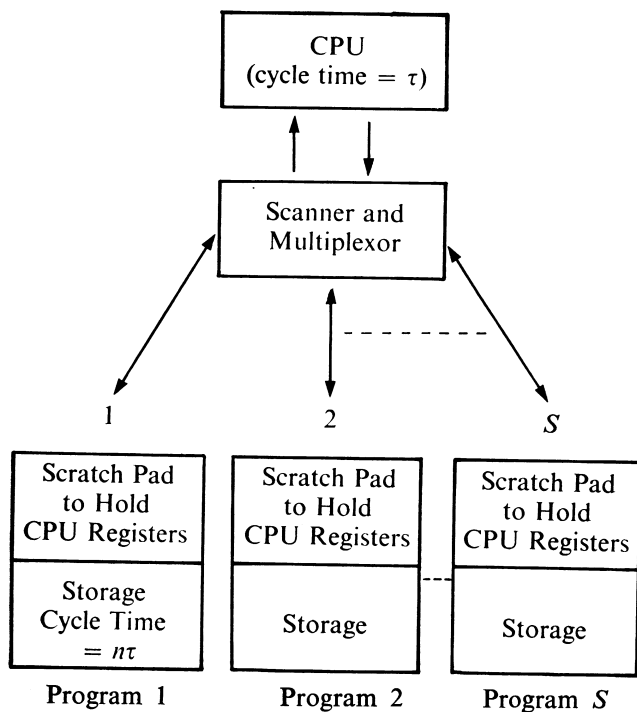 CPU
(cycle time = τ)
Scanner and
Multiplexor
1
2
S
Scratch Pad
to Hold
CPU Registers
Storage
Cycle Time
= nτ
Program 1
Scratch Pad
to Hold
CPU Registers
Storage
Program 2
Scratch Pad
to Hold
CPU Registers
Storage
Program S